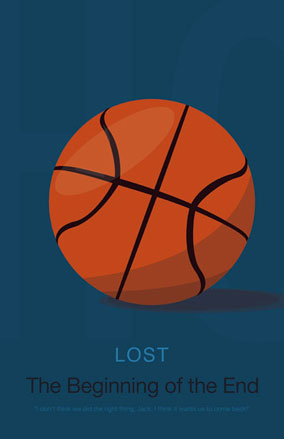 LOST
The Beginning of the End
"I don't think we did the right thing, Jack. I think it wants us to come back."